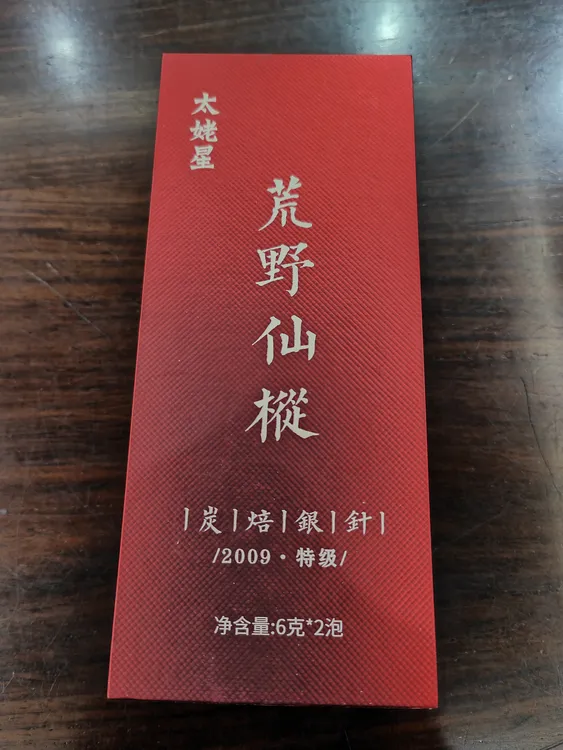 太姥星
荒野仙樅
|炭|焙|銀|針|
/2009·特级/
净含量:6克*2泡